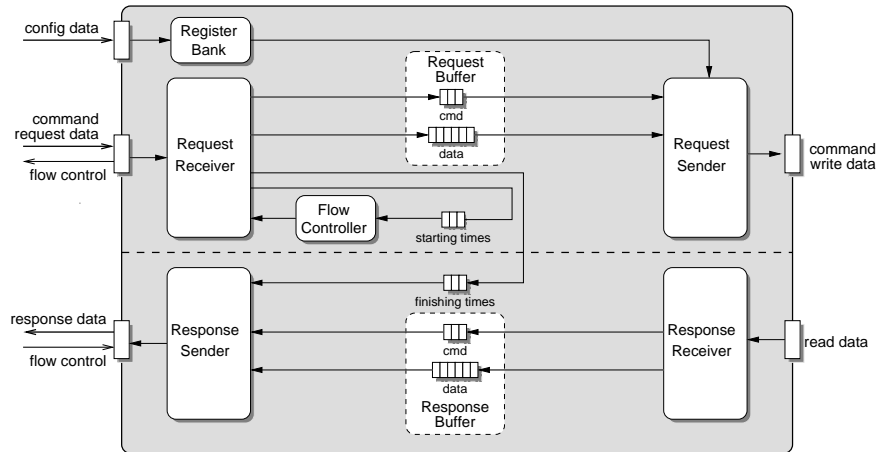 config data
Register
Bank
Request
Buffer
cmd
data
command
request data
flow control
Request
Receiver
Request
Sender
command
write data
Flow
Controller
starting times
finishing times
response data
flow control
Response
Sender
cmd
data
Response
Buffer
Response
Receiver
read data